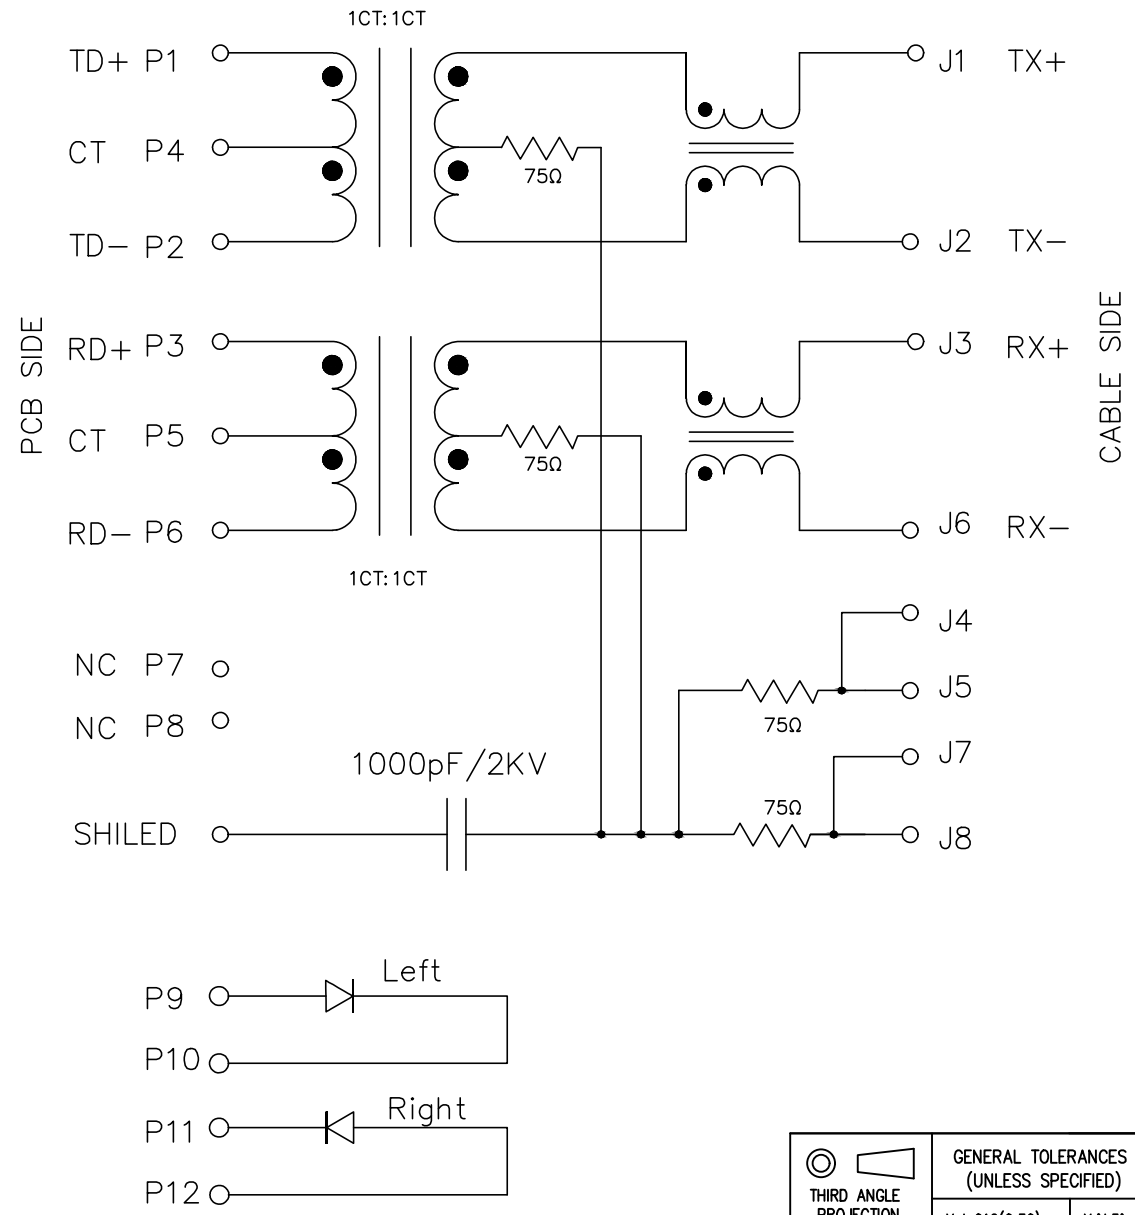 1CT:1CT
TD+ P1
J1 TX+
CT P4
75Ω
TD- P2
J2 TX-
PCB SIDE
CABLE SIDE
RD+ P3
J3 RX+
CT P5
75Ω
RD- P6
J6 RX-
1CT:1CT
J4
NC P7
J5
75Ω
NC P8
J7
1000pF/2KV
75Ω
SHILED
J8
Left
P9
P10
Right
P11
P12
GENERAL TOLERANCES
(UNLESS SPECIFIED)
THIRD ANGLE
PROJECTION